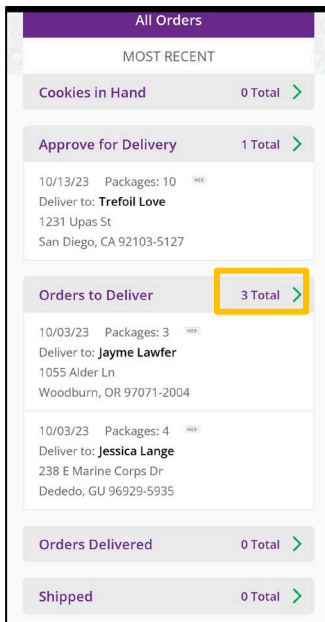 All Orders
MOST RECENT
Cookies in Hand 0 Total
Approve for Delivery 1 Total
10/13/23 Packages: 10 WEB
Deliver to: Trefoil Love
1231 Upas St
San Diego, CA 92103-5127
Orders to Deliver 3 Total
10/03/23 Packages: 3 WEB
Deliver to: Jayme Lawfer
1055 Alder Ln
Woodburn, OR 97071-2004
10/03/23 Packages: 4 WEB
Deliver to: Jessica Lange
238 E Marine Corps Dr
Dededo, GU 96929-5935
Orders Delivered 0 Total
Shipped 0 Total